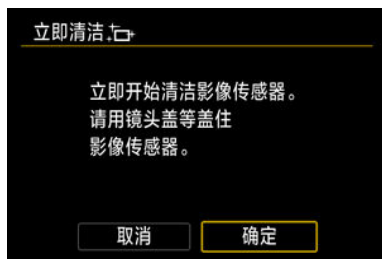 立即清洁
立即开始清洁影像传感器。
请用镜头盖等盖住
影像传感器。
取消 确定